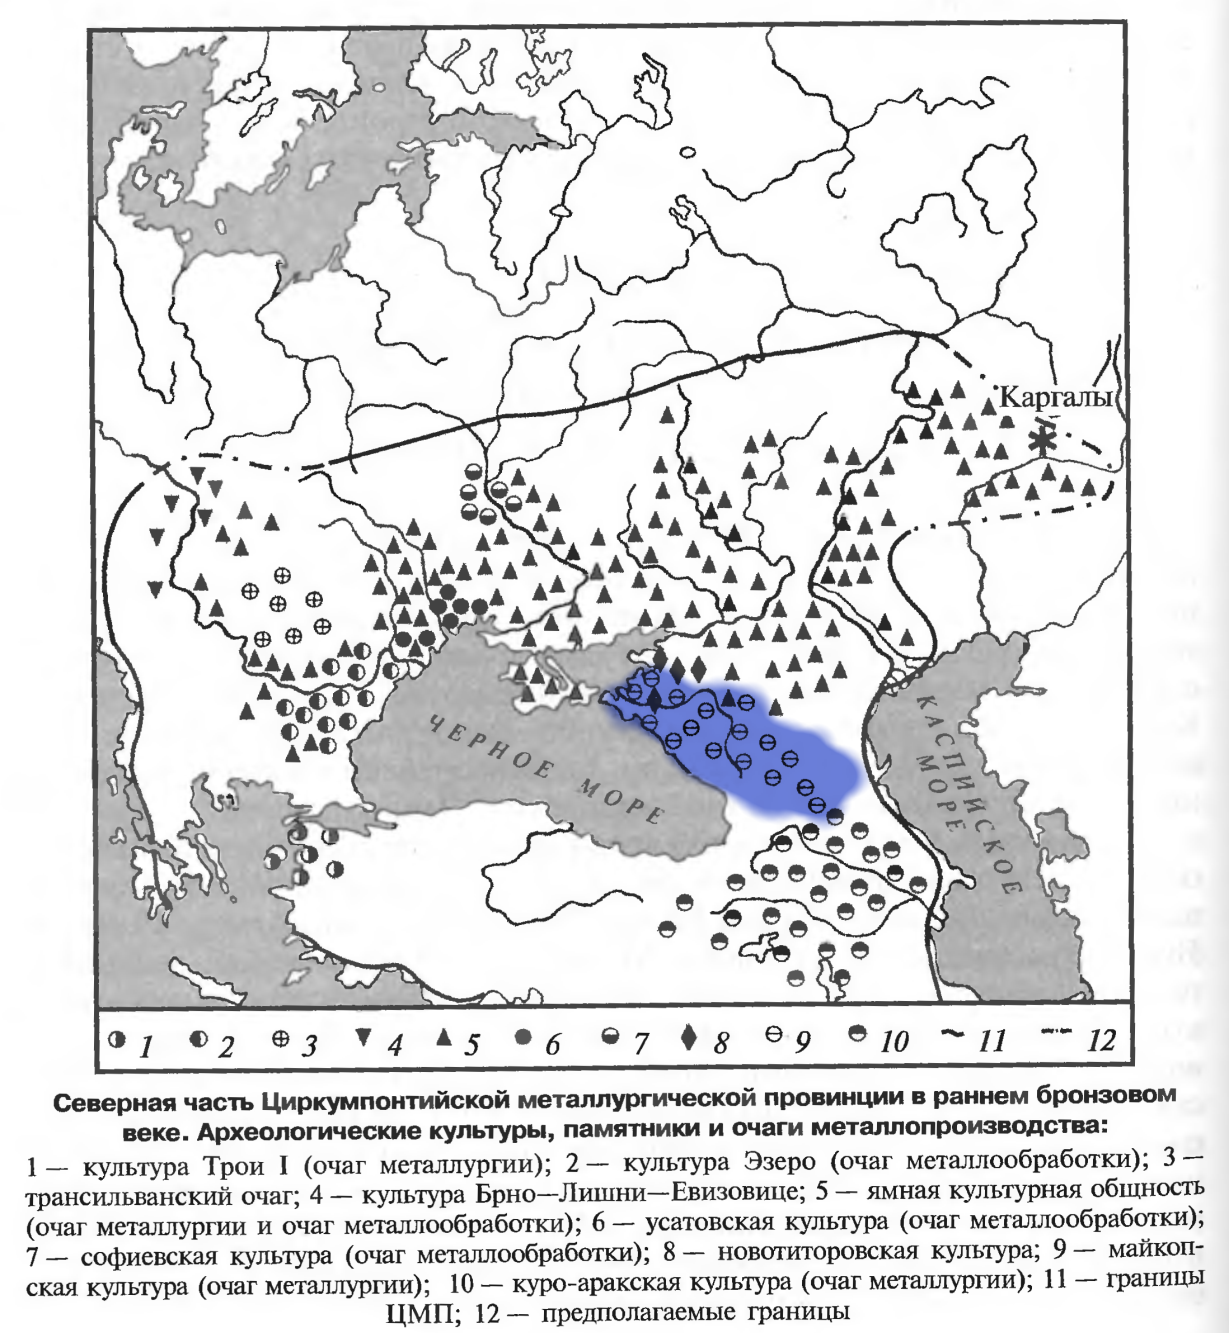 Каргалы
ЧЕРНОЕ МОРЕ
КАСПИЙСКОЕ
МОРЕ
1 2 3 4 5 6 7 8 9 10 11 12
Северная часть Циркумпонтийской металлургической провинции в раннем бронзовом
веке. Археологические культуры, памятники и очаги металлопроизводства:
1 — культура Трои I (очаг металлургии); 2 — культура Эзеро (очаг металлообработки); 3 —
трансильванский очаг; 4 — культура Брно—Лишни—Евизовице; 5 — ямная культурная общность
(очаг металлургии и очаг металлообработки); 6 — усатовская культура (очаг металлообработки);
7 — софиевская культура (очаг металлообработки); 8 — новотиторовская культура; 9 — майкоп-
ская культура (очаг металлургии); 10 — куро-аракская культура (очаг металлургии); 11 — границы
ЦМП; 12 — предполагаемые границы